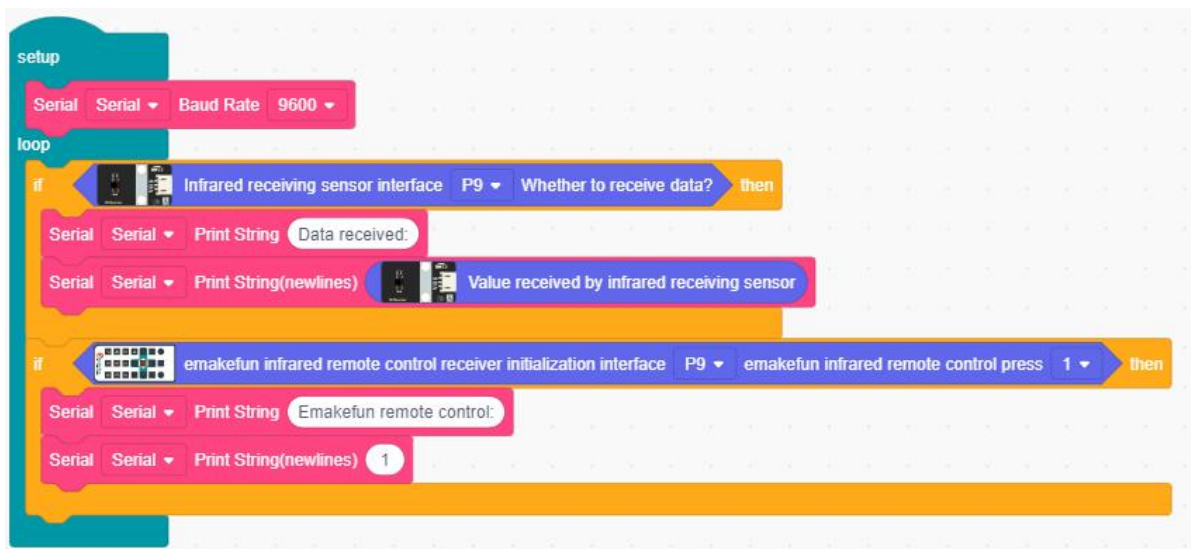 setup
Serial Serial Baud Rate 9600
loop
if Infrared receiving sensor interface P9 Whether to receive data? then
Serial Serial Print String Data received:
Serial Serial Print String(newlines) Value received by infrared receiving sensor
if emakefun infrared remote control receiver initialization interface P9 emakefun infrared remote control press 1 then
Serial Serial Print String Emakefun remote control:
Serial Serial Print String(newlines) 1